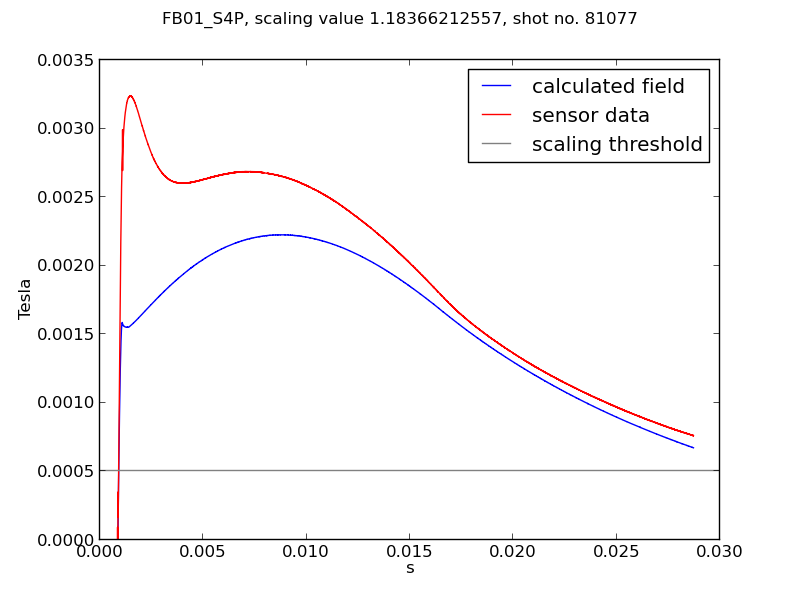 FB01_S4P, scaling value 1.18366212557, shot no. 81077
calculated field
sensor data
scaling threshold
Tesla
0.0035
0.0030
0.0025
0.0020
0.0015
0.0010
0.0005
0.0000
0.000 0.005 0.010 0.015 0.020 0.025 0.030
s